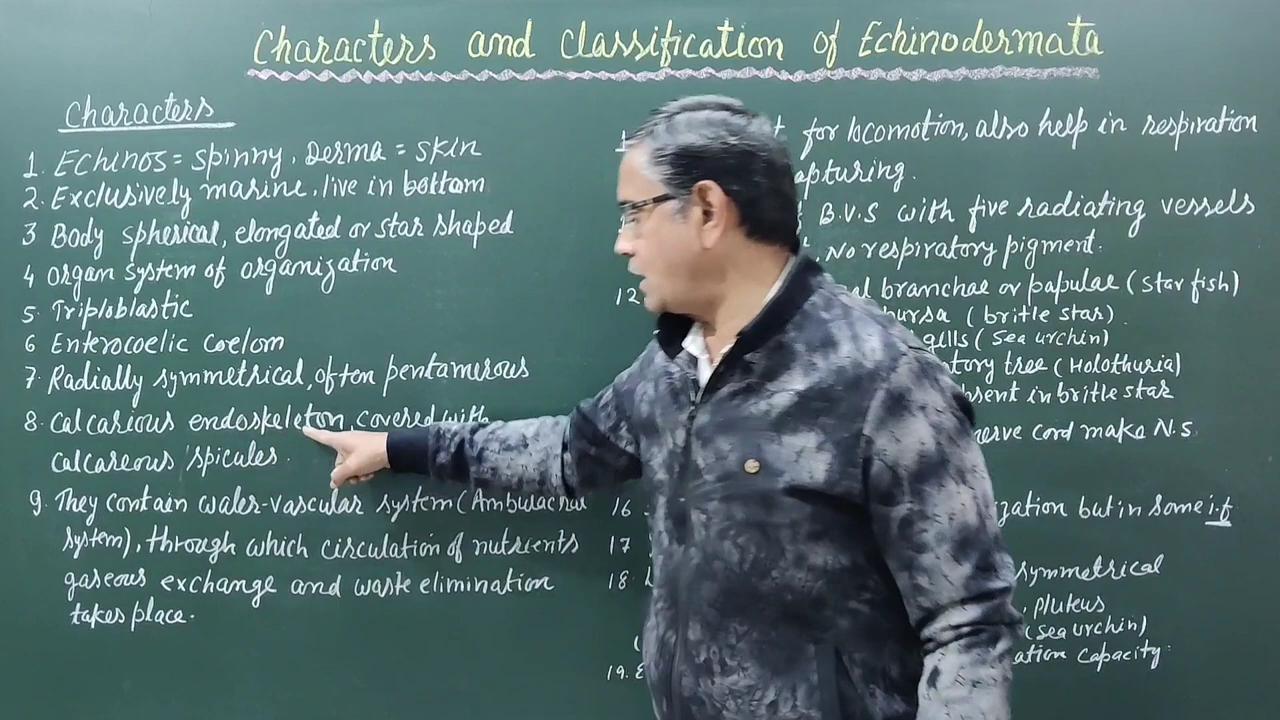 Characters and Classification of Echinodermata
Characters
1. Echinos = spinny, Derma = skin
2. Exclusively marine, live in bottom
3 Body spherical, elongated or star shaped
4 Organ system of organization
5. Triploblastic
6 Enterocoelic Coelom
7. Radially symmetrical, often pentamerous
8. Calcarious endoskeleton, covered with
calcareous spicules.
9. They contain water-vascular system (Ambulacral
system), through which circulation of nutrients
gaseous exchange and waste elimination
takes place.
for locomotion, also help in respiration
apturing.
B.V.S with five radiating vessels
No respiratory pigment.
12 al branchae or papulae (Star fish)
bursa (britle star)
gills (Sea urchin)
tory tree (Holothuria)
bsent in britle star
nerve cord make N.S
16 ization but in some i.f
17
18. symmetrical
, pluteus
(Sea urchin)
ation Capacity.
19. E